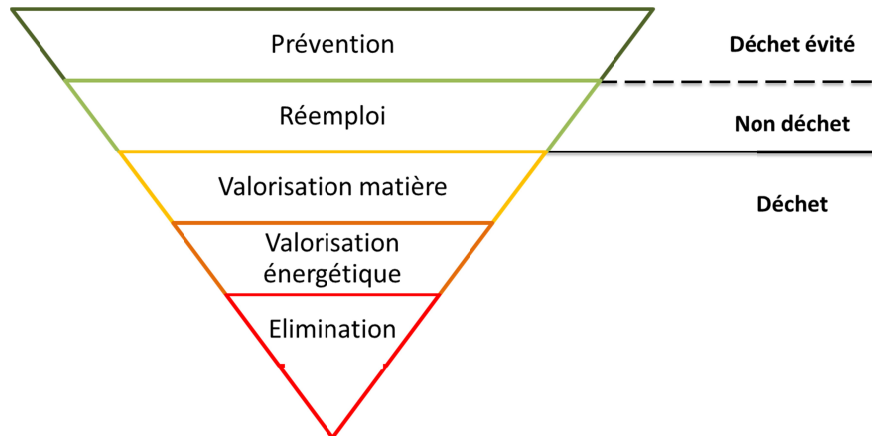 Prévention
Déchet évité
Réemploi
Non déchet
Valorisation matière
Déchet
Valorisation
énergétique
Elimination